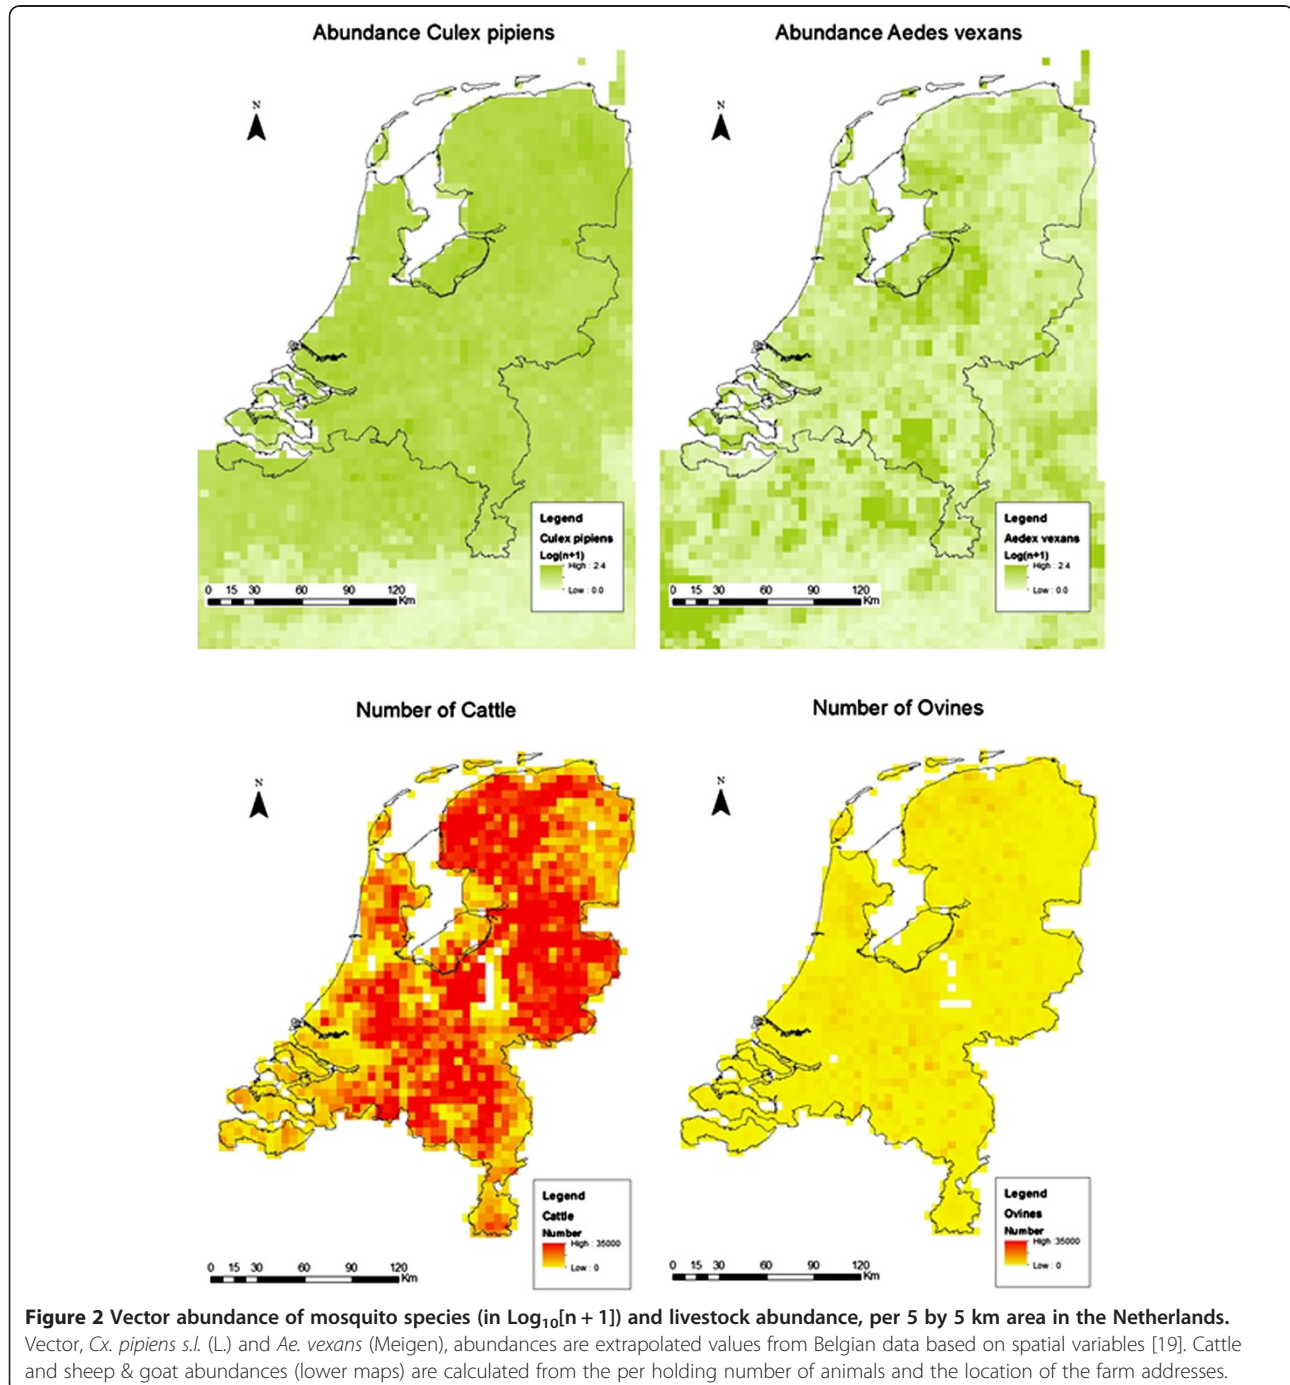 Abundance Culex pipiens
Abundance Aedes vexans
N
N
Legend
Culex pipiens
Log(n+1)
High : 2.4
Low : 0.0
0 15 30 60 90 120
Km
Legend
Aedex vexans
Log(n+1)
High : 2.4
Low : 0.0
0 15 30 60 90 120
Km
Number of Cattle
Number of Ovines
N
N
Legend
Cattle
Number
High : 35000
Low : 0
0 15 30 60 90 120
Km
Legend
Ovines
Number
High :35000
Low : 0
0 15 30 60 90 120
Km
Figure 2 Vector abundance of mosquito species (in Log10[n + 1]) and livestock abundance, per 5 by 5 km area in the Netherlands.
Vector, Cx. pipiens s.l. (L.) and Ae. vexans (Meigen), abundances are extrapolated values from Belgian data based on spatial variables [19]. Cattle
and sheep & goat abundances (lower maps) are calculated from the per holding number of animals and the location of the farm addresses.